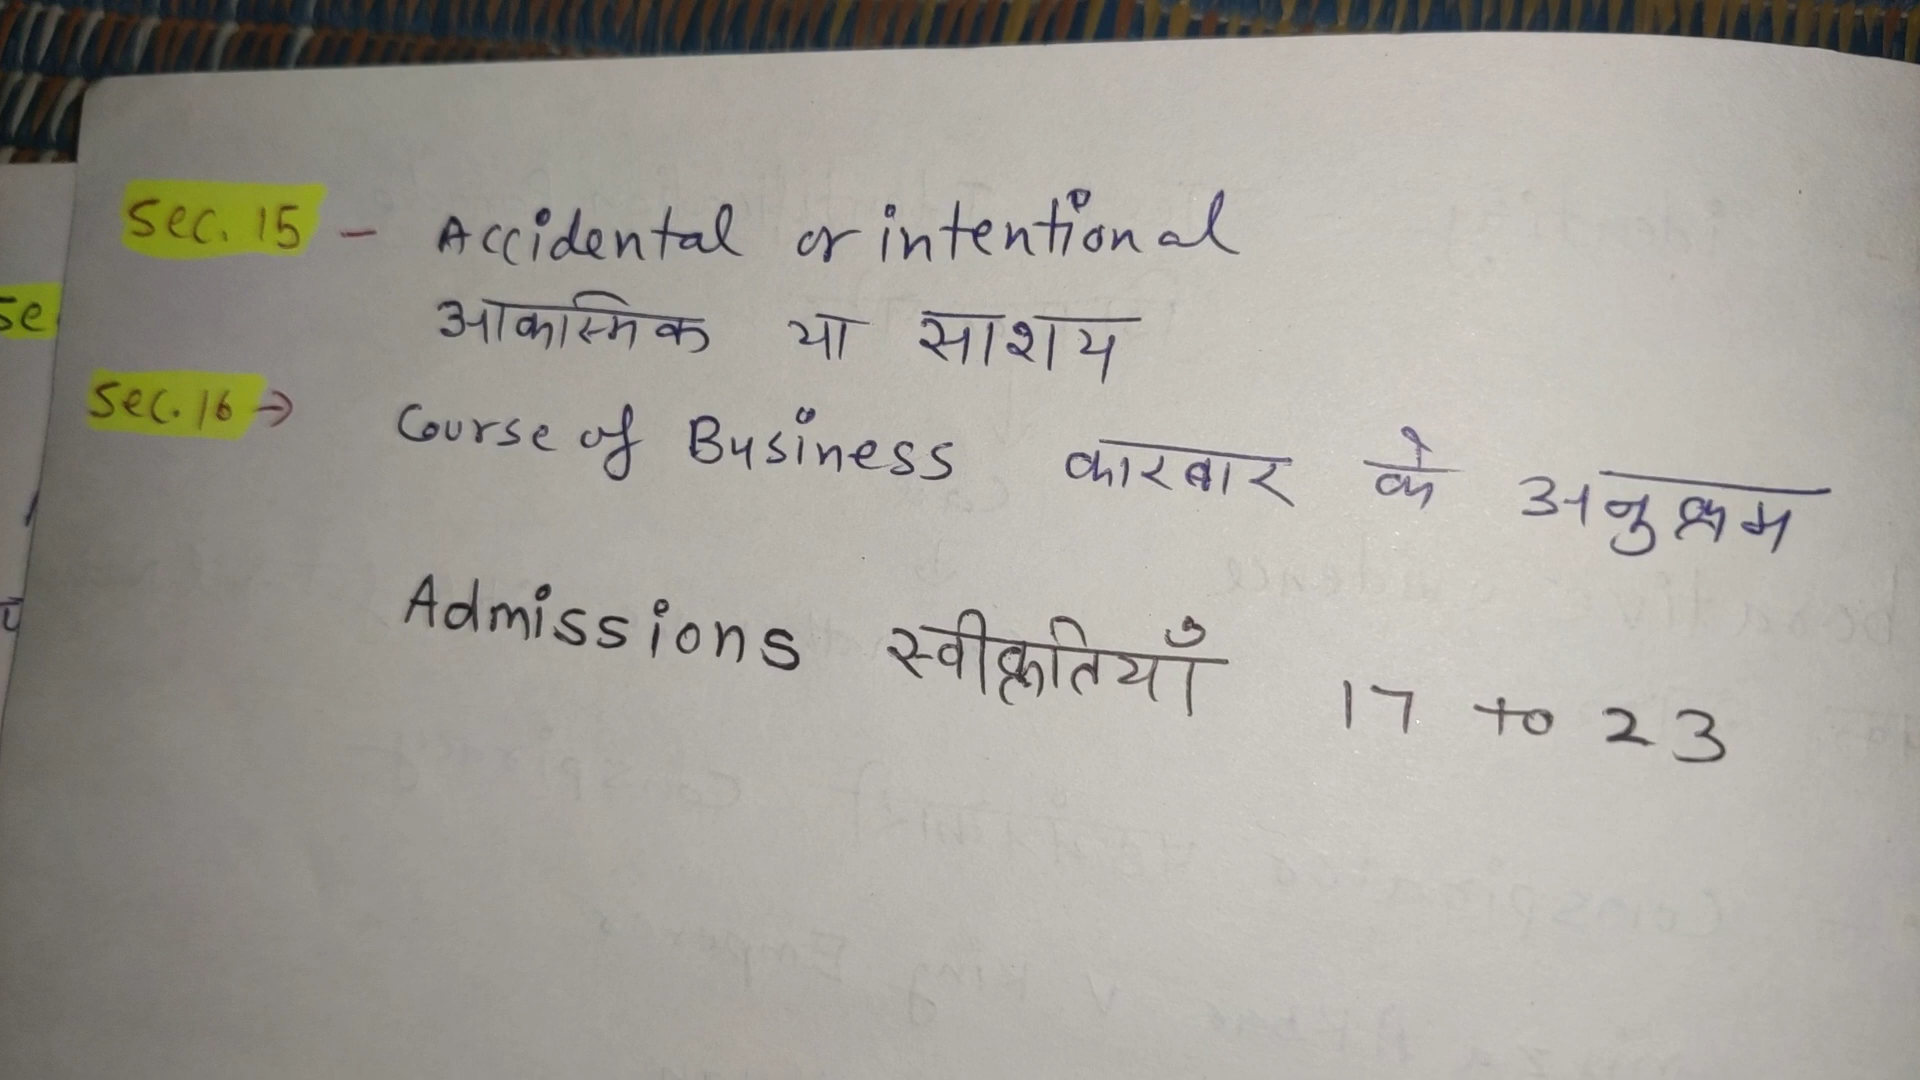 Sec. 15 - Accidental or intentional
आकास्मिक या साशय
Sec. 16 → Course of Business कारबार के अनुक्रम
Admissions स्वीकृतियाँ 17 to 23